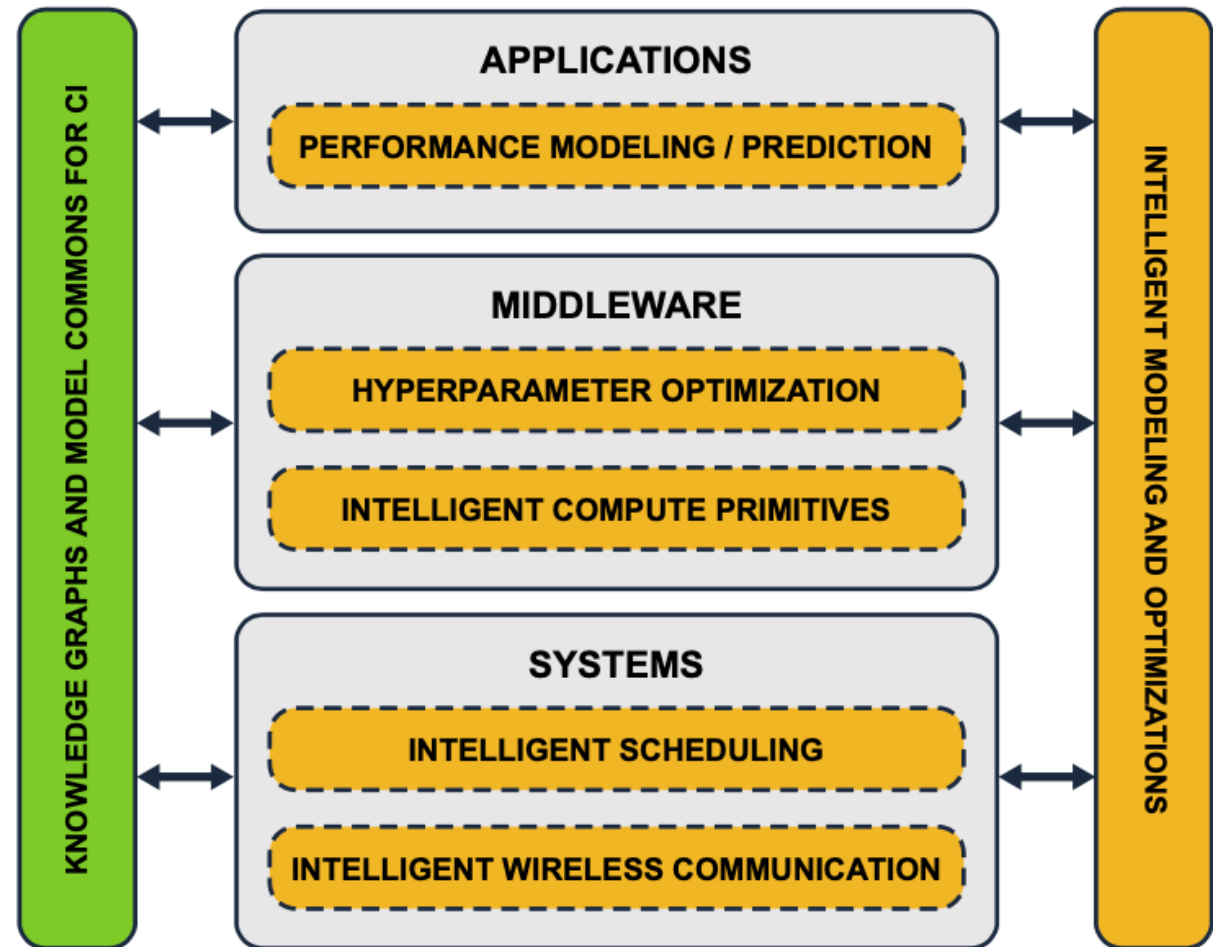 KNOWLEDGE GRAPHS AND MODEL COMMONS FOR CI
APPLICATIONS
PERFORMANCE MODELING / PREDICTION
MIDDLEWARE
HYPERPARAMETER OPTIMIZATION
INTELLIGENT COMPUTE PRIMITIVES
SYSTEMS
INTELLIGENT SCHEDULING
INTELLIGENT WIRELESS COMMUNICATION
INTELLIGENT MODELING AND OPTIMIZATIONS